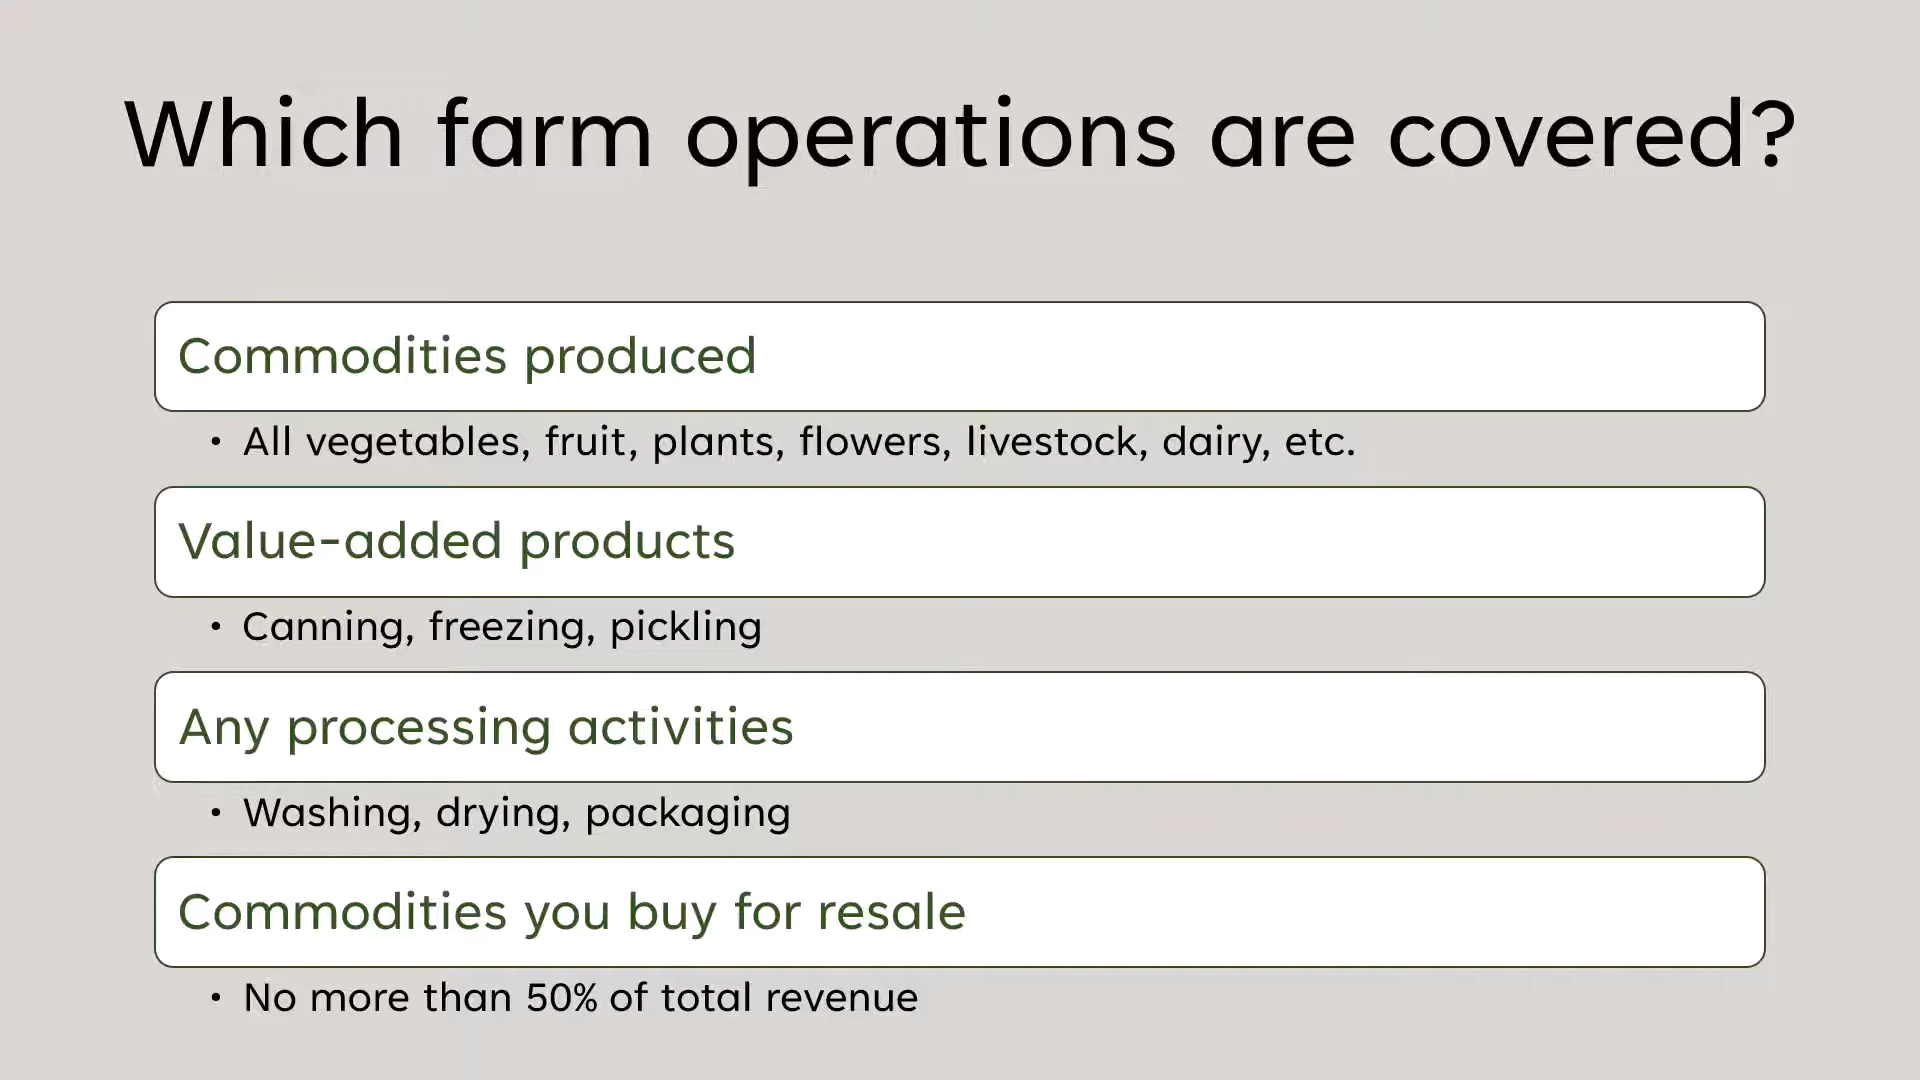 Which farm operations are covered?
Commodities produced
• All vegetables, fruit, plants, flowers, livestock, dairy, etc.
Value-added products
• Canning, freezing, pickling
Any processing activities
• Washing, drying, packaging
Commodities you buy for resale
• No more than 50% of total revenue